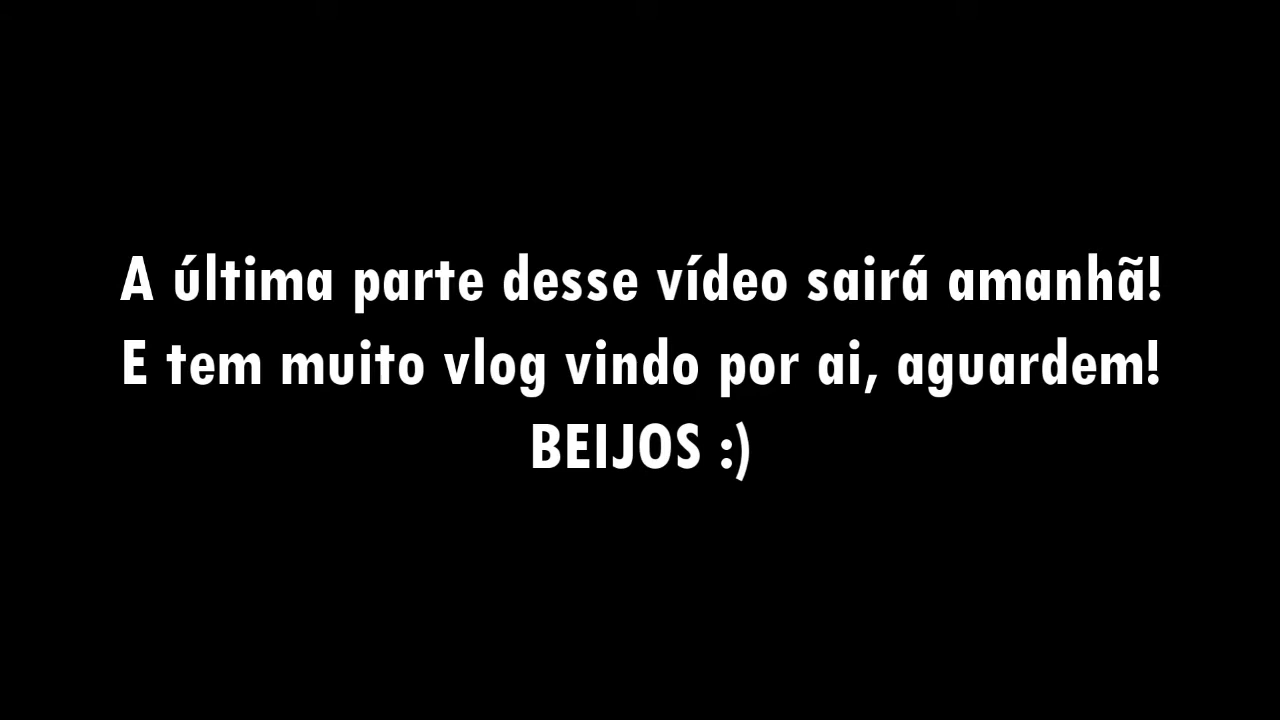 A última parte desse vídeo sairá amanhã!
E tem muito vlog vindo por ai, aguardem!
BEIJOS :)